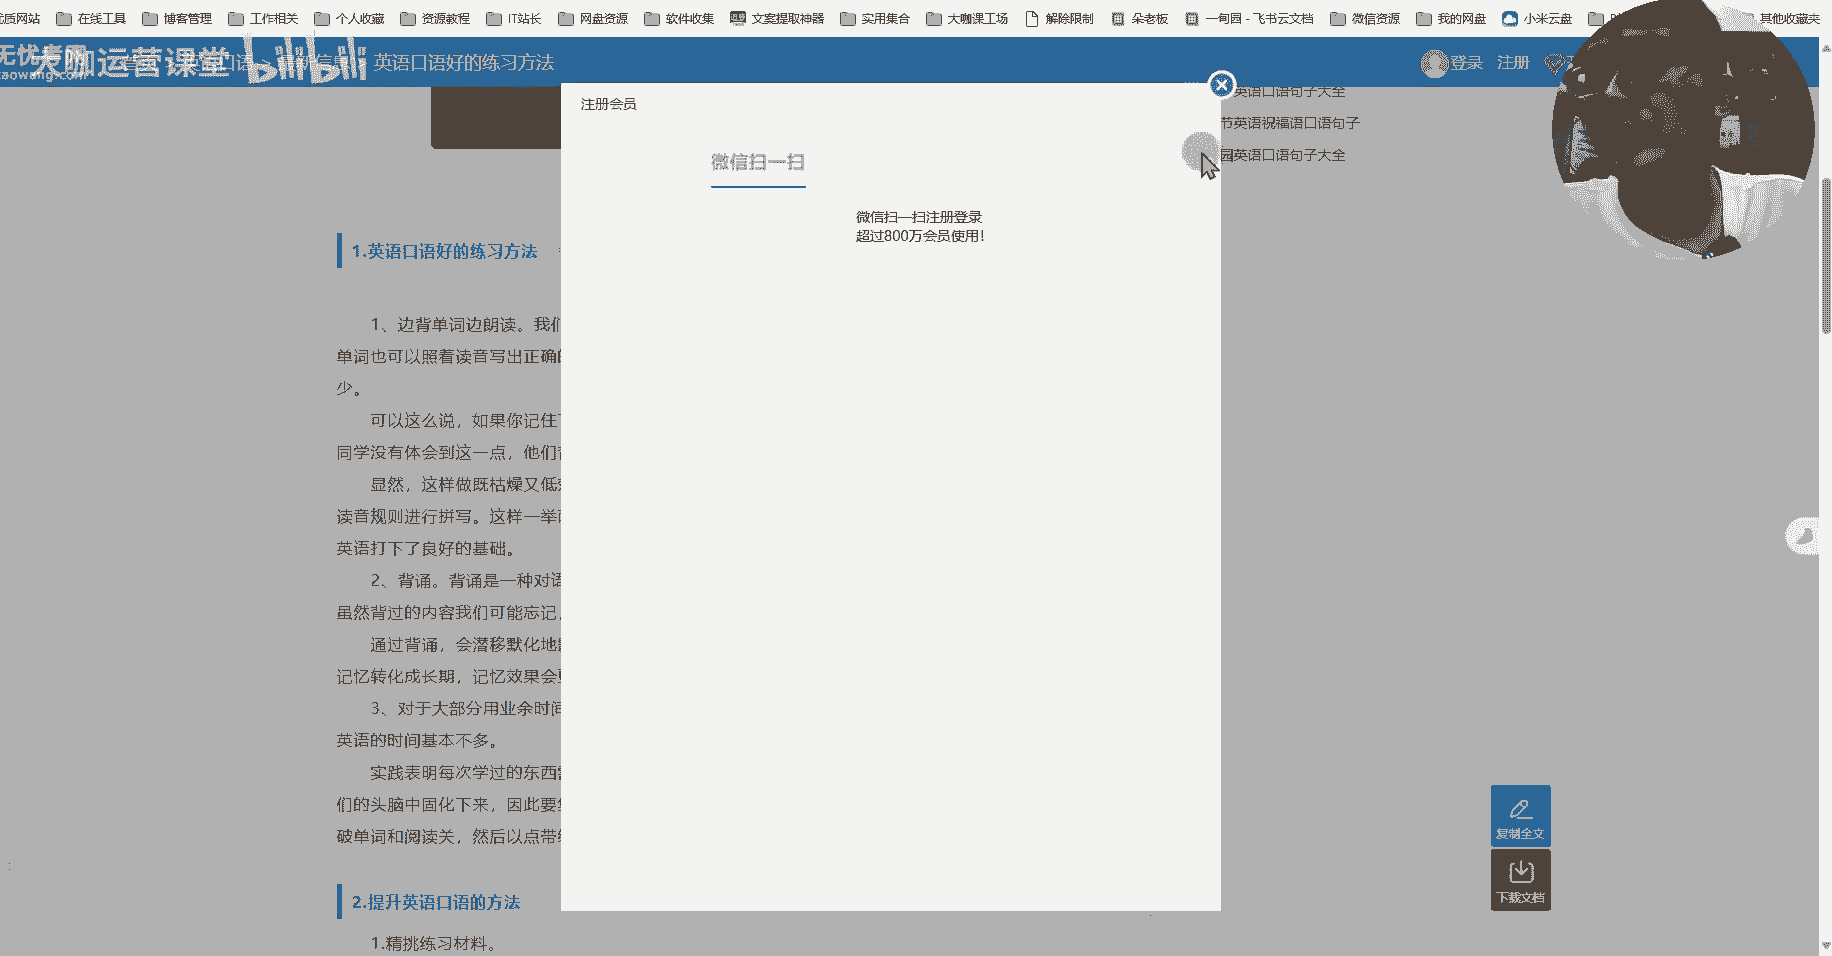 优质网站 在线工具 博客管理 工作相关 个人收藏 资源教程 IT站长 网盘资源 软件收集 文案提取神器 实用集合 大咖课工场 解除限制 朵老板 一甸园 - 飞书云文档 微信资源 我的网盘 小米云盘 其他收藏夹
无忧考网 大咖运营课堂 bilibili 英语口语好的练习方法 登录 注册
注册会员
英语口语句子大全
节英语祝福语口语句子
园英语口语句子大全
微信扫一扫
微信扫一扫注册登录
超过800万会员使用!
1.英语口语好的练习方法
1、边背单词边朗读。我们
单词也可以照着读音写出正确的
少。
可以这么说，如果你记住了
同学没有体会到这一点，他们
显然，这样做既枯燥又低效
读音规则进行拼写。这样一举
英语打下了良好的基础。
2、背诵。背诵是一种对语
虽然背过的内容我们可能忘记，
通过背诵，会潜移默化地
记忆转化成长期，记忆效果会
3、对于大部分用业余时间
英语的时间基本不多。
实践表明每次学过的东西
们的头脑中固化下来，因此要
破单词和阅读关，然后以点带
复制全文
下载文档
2.提升英语口语的方法
1.精挑练习材料。